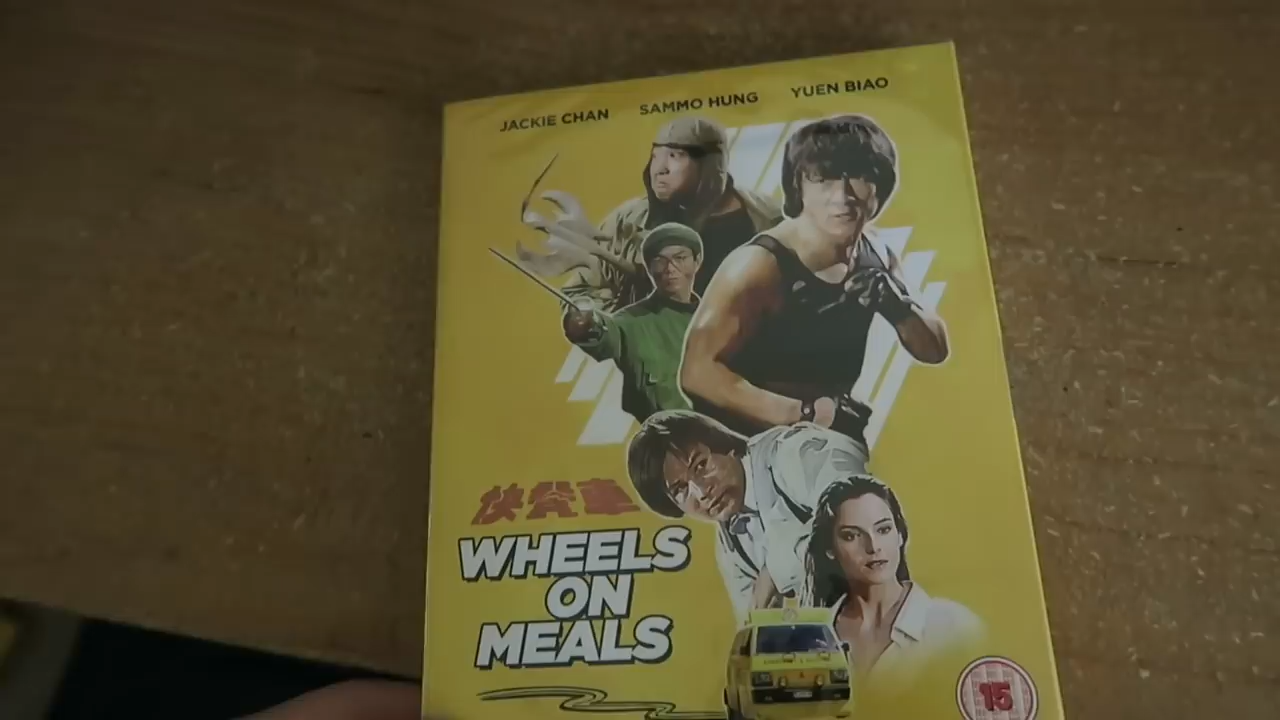 JACKIE CHAN SAMMO HUNG YUEN BIAO
快餐車
WHEELS
ON
MEALS
15